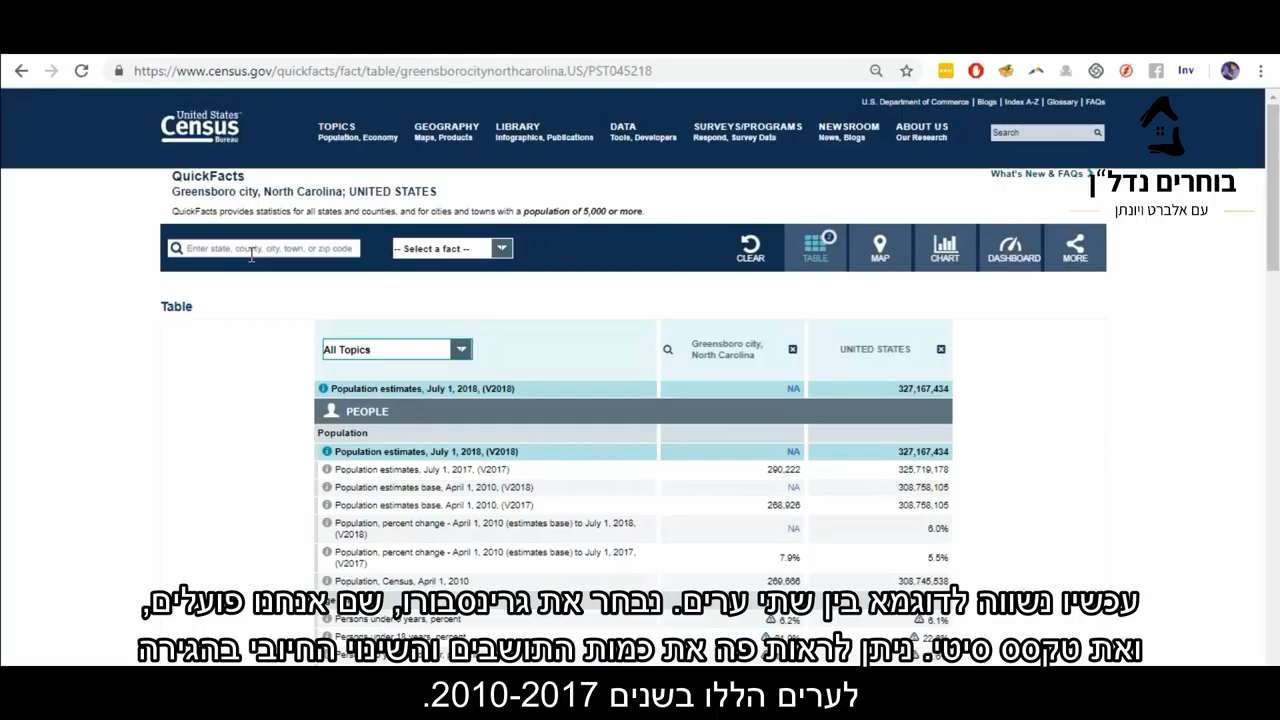 https://www.census.gov/quickfacts/fact/table/greensborocitynorthcarolina,US/PST045218
Inv
U.S. Department of Commerce | Blogs | Index A-Z | Glossary | FAQs
United States
Census
Bureau
TOPICS
Population, Economy
GEOGRAPHY
Maps, Products
LIBRARY
Infographics, Publications
DATA
Tools, Developers
SURVEYS/PROGRAMS
Respond, Survey Data
NEWSROOM
News, Blogs
ABOUT US
Our Research
Search
QuickFacts
What's New & FAQs
בוחרים נדל"ן
עם אלברט ויונתן
Greensboro city, North Carolina; UNITED STATES
QuickFacts provides statistics for all states and counties, and for cities and towns with a population of 5,000 or more.
Enter state, county, city, town, or zip code
-- Select a fact --
CLEAR
2
TABLE
MAP
CHART
DASHBOARD
MORE
Table
All Topics
Greensboro city,
North Carolina
UNITED STATES
Population estimates, July 1, 2018, (V2018) NA 327,167,434
PEOPLE
Population
Population estimates, July 1, 2018, (V2018) NA 327,167,434
Population estimates, July 1, 2017, (V2017) 290,222 325,719,178
Population estimates base, April 1, 2010, (V2018) NA 308,758,105
Population estimates base, April 1, 2010, (V2017) 268,926 308,758,105
Population, percent change - April 1, 2010 (estimates base) to July 1, 2018,
(V2018) NA 6.0%
Population, percent change - April 1, 2010 (estimates base) to July 1, 2017,
(V2017) 7.9% 5.5%
Population, Census, April 1, 2010 269,666 308,745,538
עכשיו נשווה לדוגמא בין שתי ערים. נבחר את גרינסבורו, שם אנחנו פועלים,
ואת טקסס סיטי. ניתן לראות פה את כמות התושבים והשינוי החיובי בהגירה
לערים הללו בשנים 2010-2017.